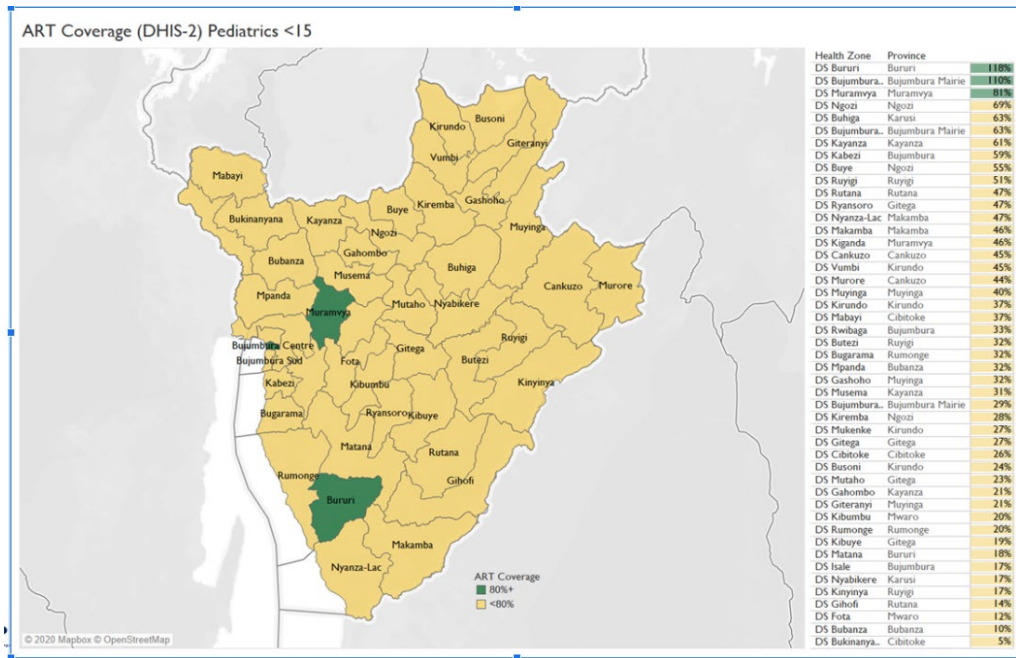 ART Coverage (DHIS-2) Pediatrics <15
Kirundo
Busoni
Giteranyi
Vumbi
Mabayi
Kiremba
Gashoho
Buye
Bukinanyana
Kayanza
Ngozi
Muyinga
Gahombo
Bubanza
Musema
Buhiga
Cankuzo
Murore
Mpanda
Muramvya
Mutaho
Nyabikere
Ruyigi
Bujumbura Centre
Bujumbura Sud
Gitega
Fota
Butezi
Kabezi
Kibumbu
Kinyinya
Bugarama
Ryansoro
Kibuye
Matana
Rutana
Rumonge
Gihofi
Bururi
Makamba
Nyanza-Lac
ART Coverage
80%+
<80%
© 2020 Mapbox © OpenStreetMap
Health Zone Province
DS Bururi Bururi 118%
DS Bujumbura.. Bujumbura Mairie 110%
DS Muramvya Muramvya 81%
DS Ngozi Ngozi 69%
DS Buhiga Karusi 63%
DS Bujumbura.. Bujumbura Mairie 63%
DS Kayanza Kayanza 61%
DS Kabezi Bujumbura 59%
DS Buye Ngozi 55%
DS Ruyigi Ruyigi 51%
DS Rutana Rutana 47%
DS Ryansoro Gitega 47%
DS Nyanza-Lac Makamba 47%
DS Makamba Makamba 46%
DS Kiganda Muramvya 46%
DS Cankuzo Cankuzo 45%
DS Vumbi Kirundo 45%
DS Murore Cankuzo 44%
DS Muyinga Muyinga 40%
DS Kirundo Kirundo 37%
DS Mabayi Cibitoke 37%
DS Rwibaga Bujumbura 33%
DS Butezi Ruyigi 32%
DS Bugarama Rumonge 32%
DS Mpanda Bubanza 32%
DS Gashoho Muyinga 32%
DS Musema Kayanza 31%
DS Bujumbura.. Bujumbura Mairie 29%
DS Kiremba Ngozi 28%
DS Mukenke Kirundo 27%
DS Gitega Gitega 27%
DS Cibitoke Cibitoke 26%
DS Busoni Kirundo 24%
DS Mutaho Gitega 23%
DS Gahombo Kayanza 21%
DS Giteranyi Muyinga 21%
DS Kibumbu Mwaro 20%
DS Rumonge Rumonge 20%
DS Kibuye Gitega 19%
DS Matana Bururi 18%
DS Isale Bujumbura 17%
DS Nyabikere Karusi 17%
DS Kinyinya Ruyigi 17%
DS Gihofi Rutana 14%
DS Fota Mwaro 12%
DS Bubanza Bubanza 10%
DS Bukinanya.. Cibitoke 5%